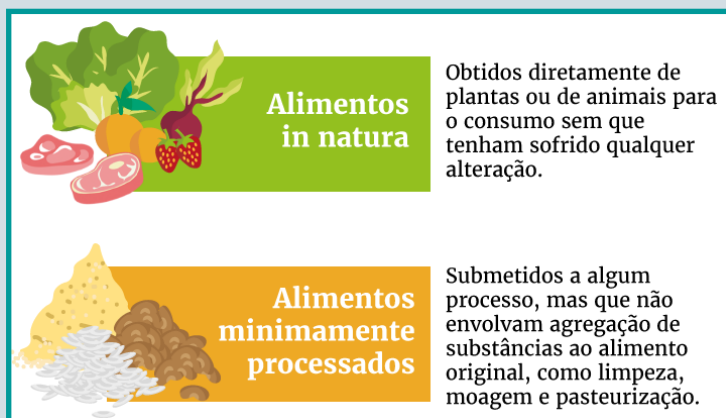 Alimentos
in natura
Obtidos diretamente de
plantas ou de animais para
o consumo sem que
tenham sofrido qualquer
alteração.
Alimentos
minimamente
processados
Submetidos a algum
processo, mas que não
envolvam agregação de
substâncias ao alimento
original, como limpeza,
moagem e pasteurização.